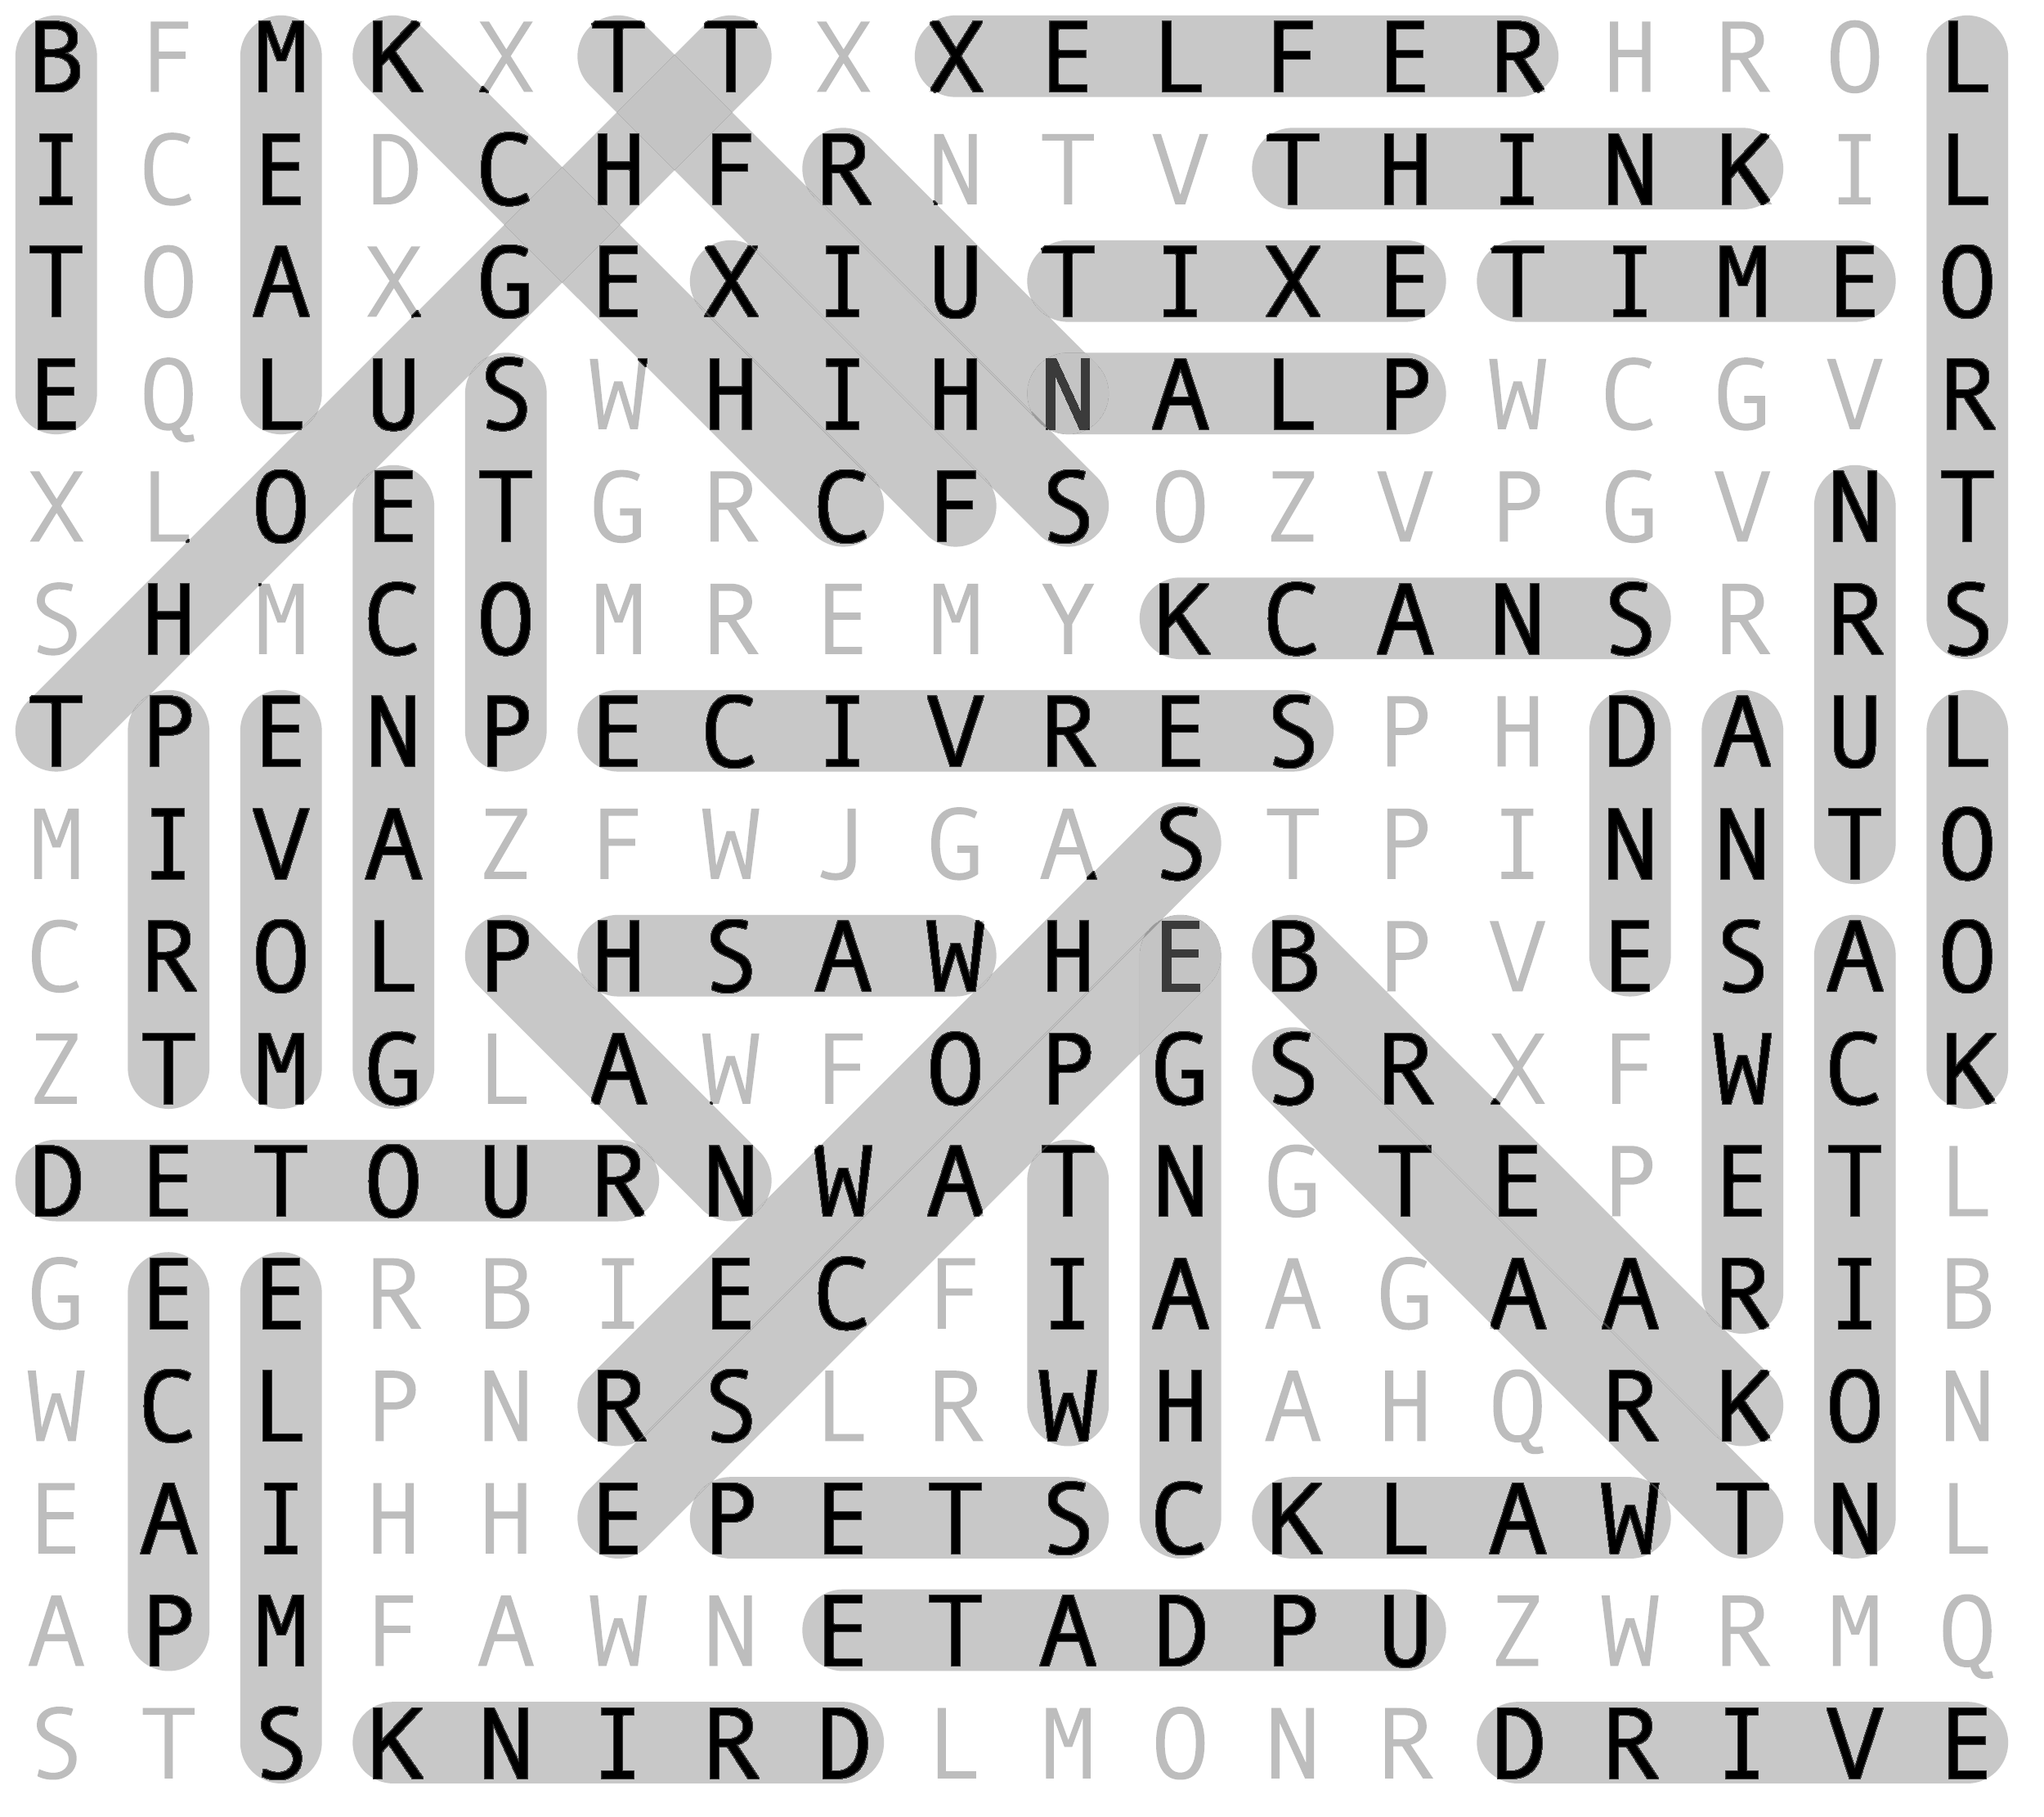 B F M K X T T X X E L F E R H R O L
I C E D C H F R N T V T H I N K I L
T O A X G E X I U T I X E T I M E O
E Q L U S W H I H N A L P W C G V R
X L O E T G R C F S O Z V P G V N T
S H M C O M R E M Y K C A N S R R S
T P E N P E C I V R E S P H D A U L
M I V A Z F W J G A S T P I N N T O
C R O L P H S A W H E B P V E S A O
Z T M G L A W F O P G S R X F W C K
D E T O U R N W A T N G T E P E T L
G E E R B I E C F I A A G A A R I B
W C L P N R S L R W H A H Q R K O N
E A I H H E P E T S C K L A W T N L
A P M F A W N E T A D P U Z W R M Q
S T S K N I R D L M O N R D R I V E